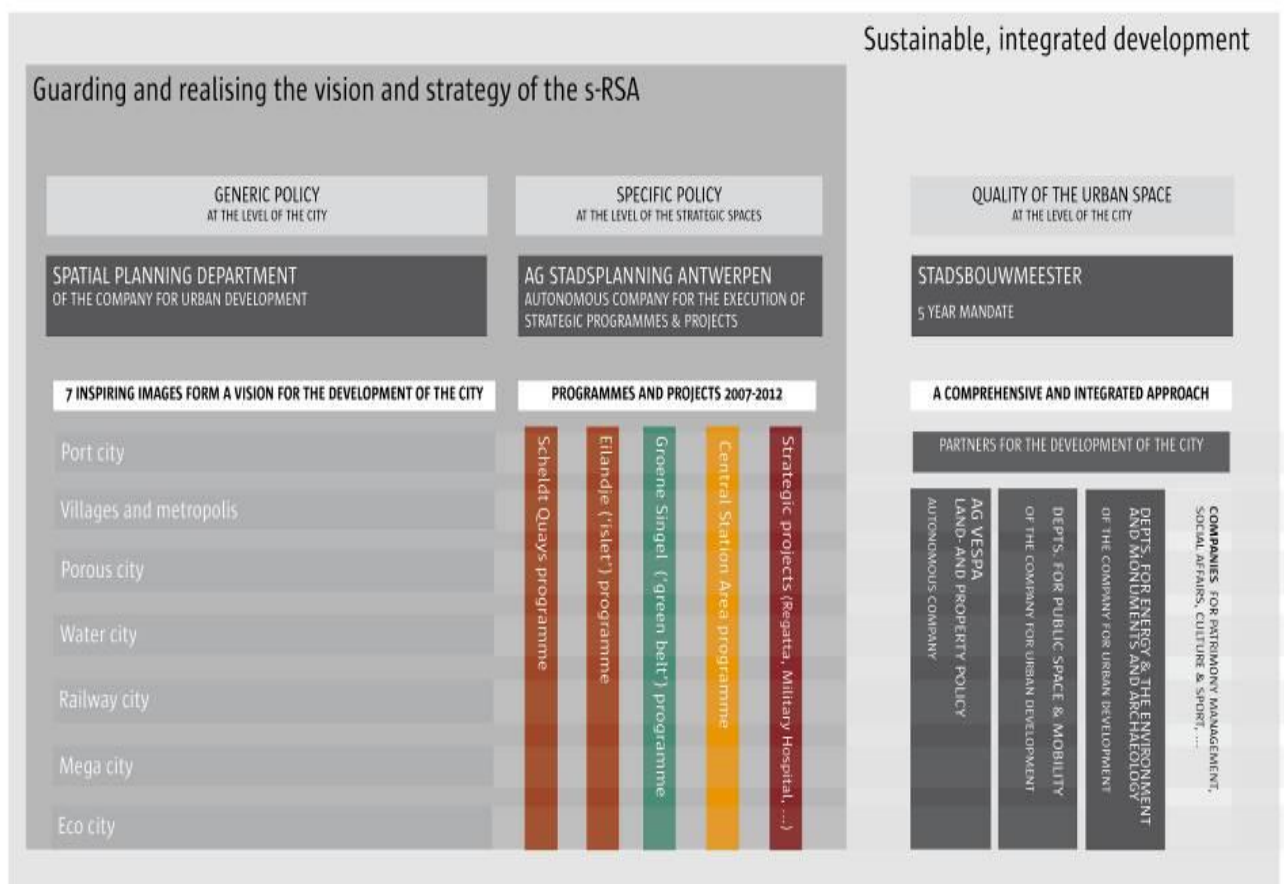 Sustainable, integrated development
Guarding and realising the vision and strategy of the s-RSA
GENERIC POLICY
AT THE LEVEL OF THE CITY
SPECIFIC POLICY
AT THE LEVEL OF THE STRATEGIC SPACES
QUALITY OF THE URBAN SPACE
AT THE LEVEL OF THE CITY
SPATIAL PLANNING DEPARTMENT
OF THE COMPANY FOR URBAN DEVELOPMENT
AG STADSPLANNING ANTWERPEN
AUTONOMOUS COMPANY FOR THE EXECUTION OF
STRATEGIC PROGRAMMES & PROJECTS
STADSBOUWMEESTER
5 YEAR MANDATE
7 INSPIRING IMAGES FORM A VISION FOR THE DEVELOPMENT OF THE CITY
PROGRAMMES AND PROJECTS 2007-2012
A COMPREHENSIVE AND INTEGRATED APPROACH
Port city
Villages and metropolis
Porous city
Water city
Railway city
Mega city
Eco city
Scheldt Quays programme
Eilandje ('islet') programme
Groene Singel ('green belt') programme
Central Station Area programme
Strategic projects (Regatta, Military Hospital, ...)
PARTNERS FOR THE DEVELOPMENT OF THE CITY
AG VESPA
LAND- AND PROPERTY POLICY
AUTONOMOUS COMPANY
DEPTS. FOR PUBLIC SPACE & MOBILITY
OF THE COMPANY FOR URBAN DEVELOPMENT
DEPTS. FOR ENERGY & THE ENVIRONMENT
AND MONUMENTS AND ARCHAEOLOGY
OF THE COMPANY FOR URBAN DEVELOPMENT
COMPANIES FOR PATRIMONY MANAGEMENT,
SOCIAL AFFAIRS, CULTURE & SPORT, ...